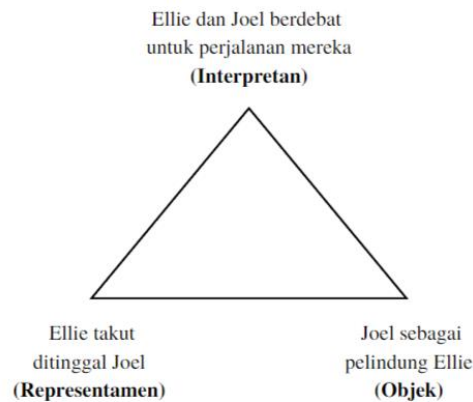 Ellie dan Joel berdebat
untuk perjalanan mereka
(Interpretan)
Ellie takut
ditinggal Joel
(Representamen)
Joel sebagai
pelindung Ellie
(Objek)